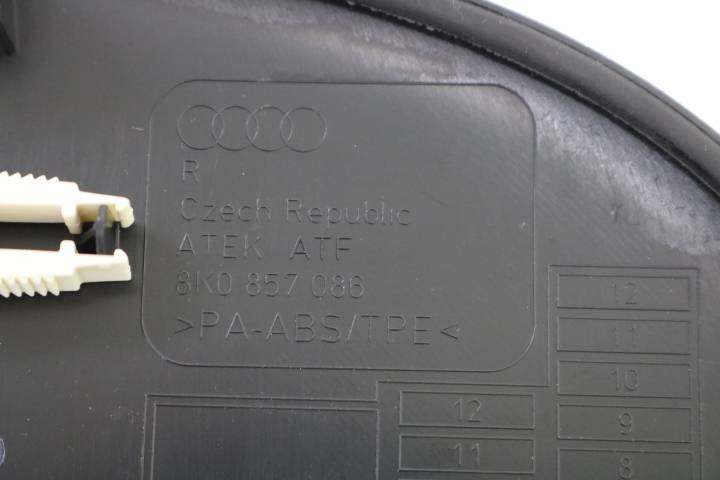 R
Czech Republic
ATEK ATF
8K0 857 086
>PA-ABS/TPE<
12
11
10
9
8
12
11